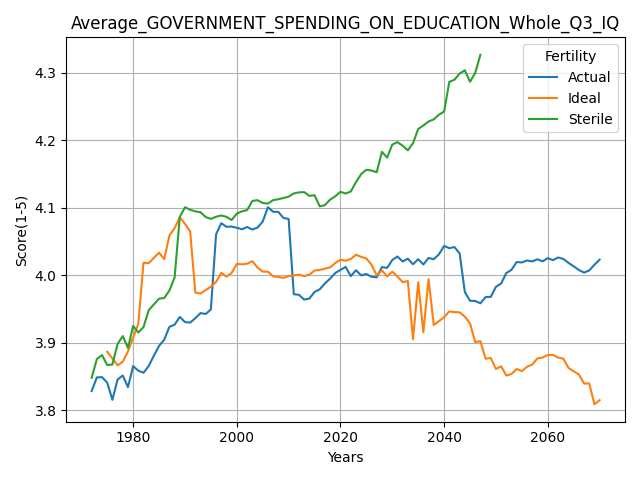 Average_GOVERNMENT_SPENDING_ON_EDUCATION_Whole_Q3_IQ
Fertility
Actual
Ideal
Sterile
Score(1-5)
4.3
4.2
4.1
4.0
3.9
3.8
1980 2000 2020 2040 2060
Years